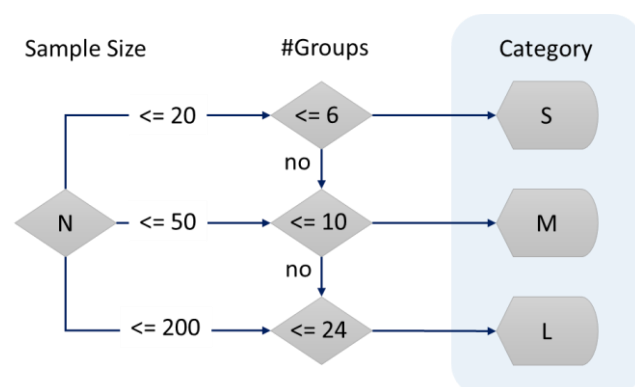 Sample Size #Groups Category
<= 20 <= 6 S
no
N <= 50 <= 10 M
no
<= 200 <= 24 L